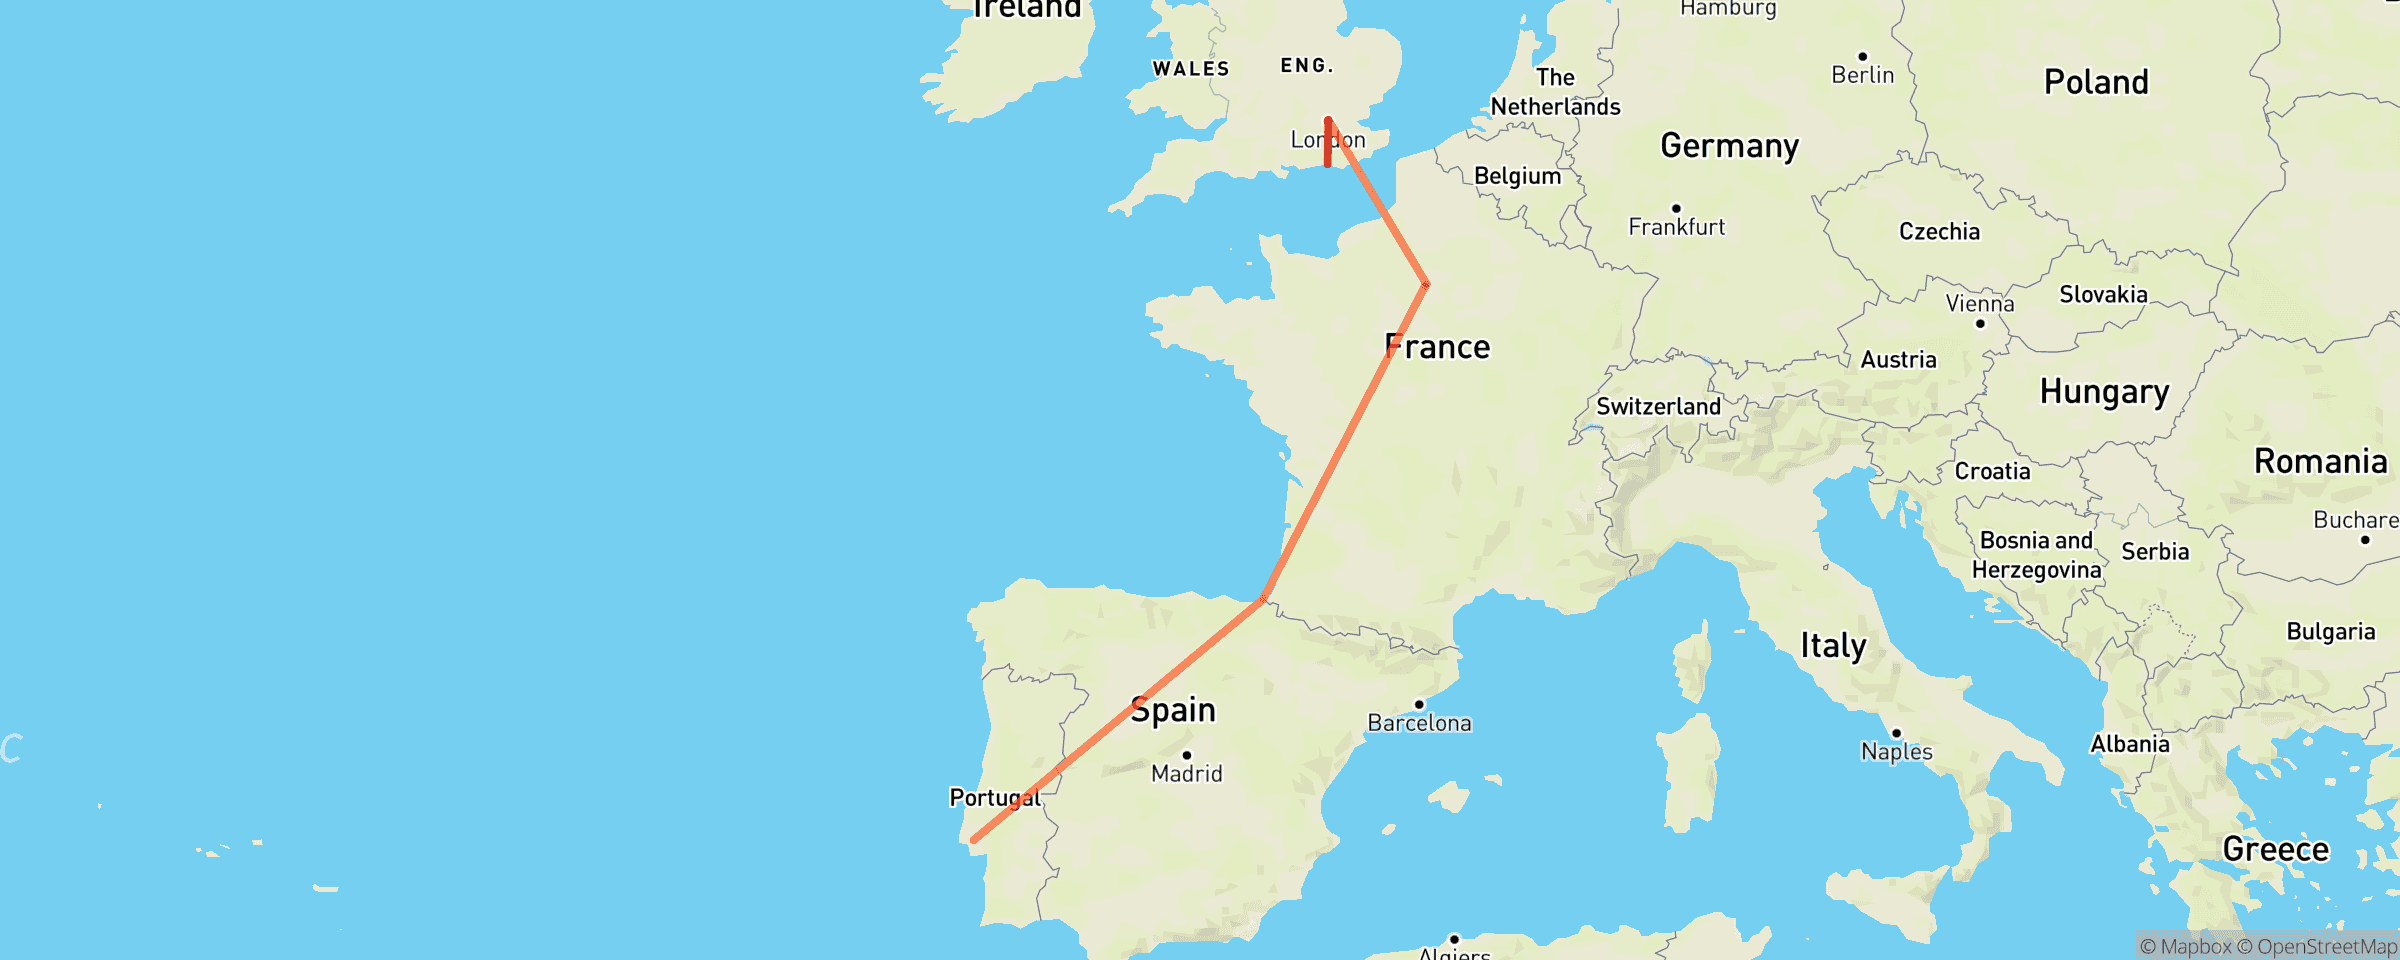 Ireland
Hamburg
WALES
ENG.
The
Netherlands
Berlin
Poland
London
Germany
Belgium
Frankfurt
Czechia
Slovakia
Vienna
France
Austria
Switzerland
Hungary
Croatia
Romania
Buchare
Bosnia and
Herzegovina
Serbia
Bulgaria
Italy
Spain
Barcelona
Madrid
Naples
Albania
Portugal
Greece
Algiers
© Mapbox © OpenStreetMap